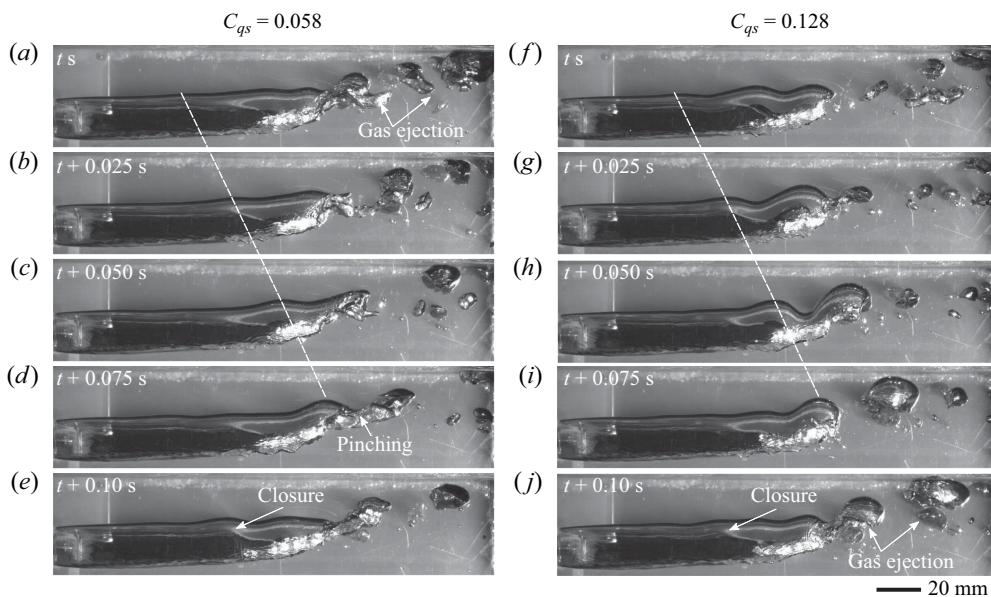 C_qs = 0.058
C_qs = 0.128
(a)
t s
Gas ejection
(f)
t s
(b)
t + 0.025 s
(g)
t + 0.025 s
(c)
t + 0.050 s
(h)
t + 0.050 s
(d)
t + 0.075 s
Pinching
(i)
t + 0.075 s
(e)
t + 0.10 s
Closure
(j)
t + 0.10 s
Closure
Gas ejection
20 mm